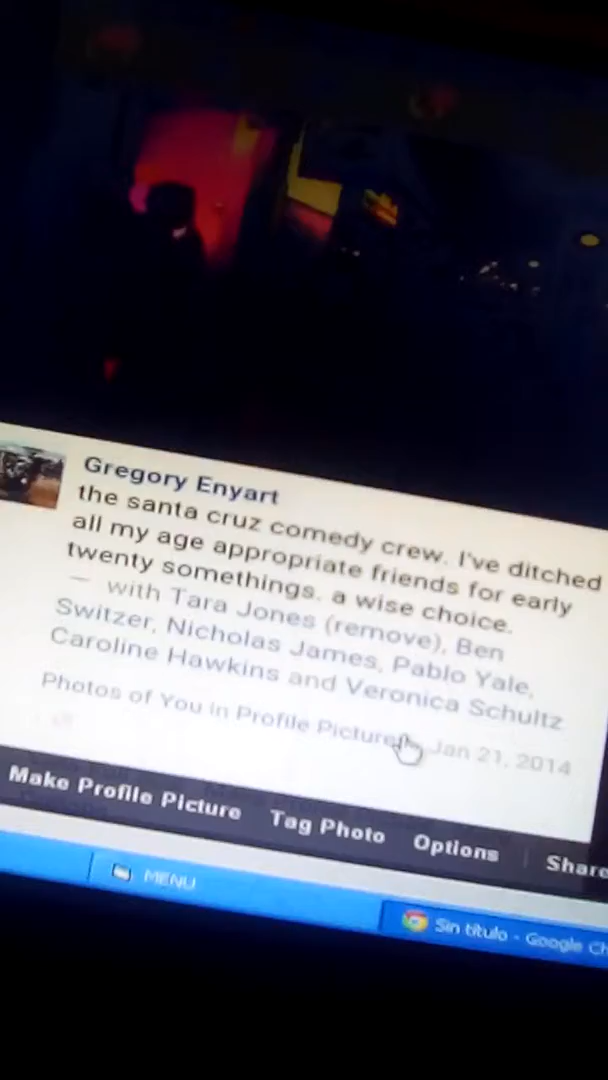 Gregory Enyart
the santa cruz comedy crew. I've ditched
all my age appropriate friends for early
twenty somethings. a wise choice.
— with Tara Jones (remove), Ben
Switzer, Nicholas James, Pablo Yale,
Caroline Hawkins and Veronica Schultz
Photos of You in Profile Pictures Jan 21, 2014
Make Profile Picture Tag Photo Options Share
MENU
Sin título - Google Ch